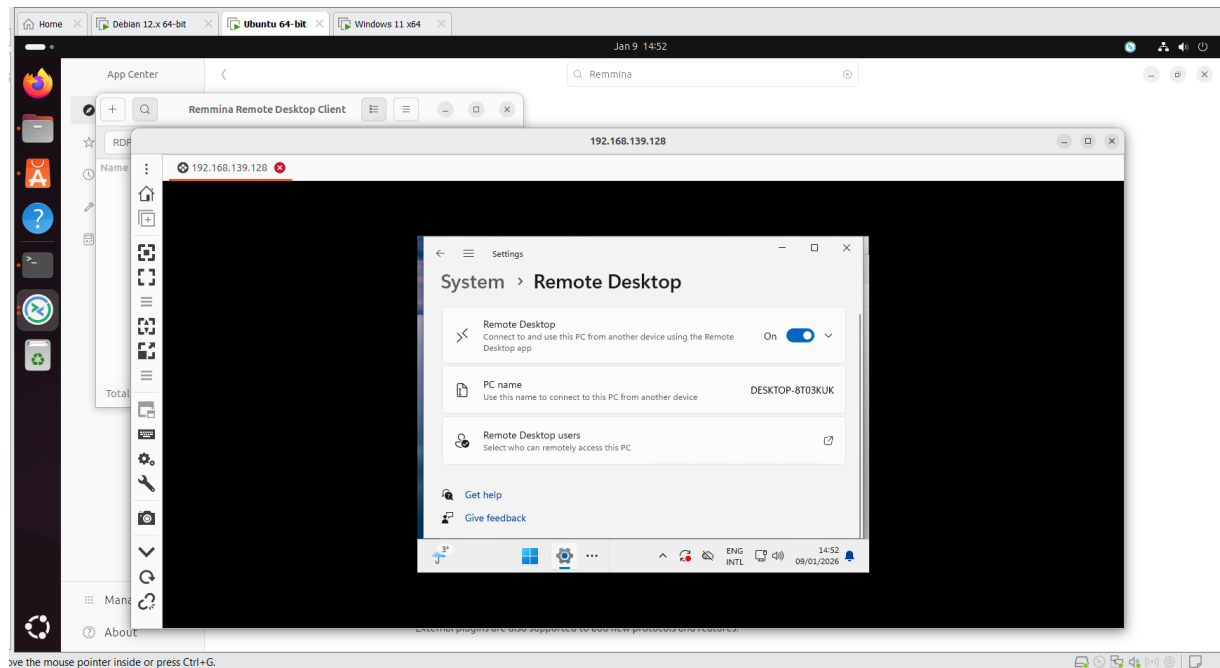 Home
Debian 12.x 64-bit
Ubuntu 64-bit
Windows 11 x64
Jan 9 14:52
App Center
Remmina
Remmina Remote Desktop Client
RDP
192.168.139.128
Name
192.168.139.128
Settings
System > Remote Desktop
Remote Desktop
Connect to and use this PC from another device using the Remote
Desktop app
On
PC name
Use this name to connect to this PC from another device
DESKTOP-8T03KUK
Remote Desktop users
Select who can remotely access this PC
Get help
Give feedback
3°
ENG
INTL
14:52
09/01/2026
Total
Mana
About
External plugins are also supported to add new protocols and features.
ove the mouse pointer inside or press Ctrl+G.